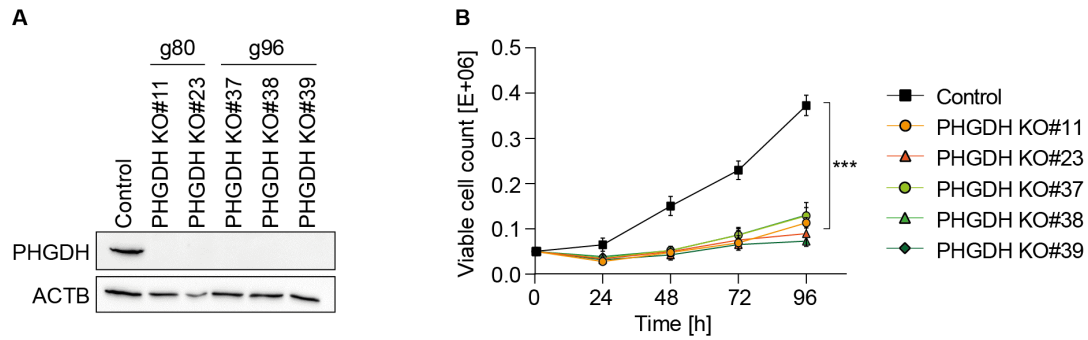 A
g80 g96
Control
PHGDH KO#11
PHGDH KO#23
PHGDH KO#37
PHGDH KO#38
PHGDH KO#39
PHGDH
ACTB
B
Viable cell count [E+06]
0.5
0.4
0.3
0.2
0.1
0.0
0 24 48 72 96
Time [h]
***
Control
PHGDH KO#11
PHGDH KO#23
PHGDH KO#37
PHGDH KO#38
PHGDH KO#39